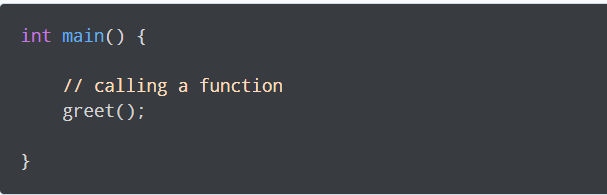 int main() {
// calling a function
greet();
}